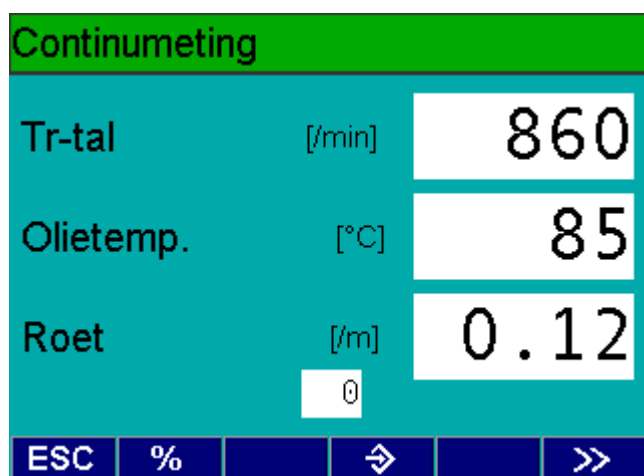 Continumeting
Tr-tal [/min] 860
Olietemp. [°C] 85
Roet [/m] 0.12
0
ESC % >>